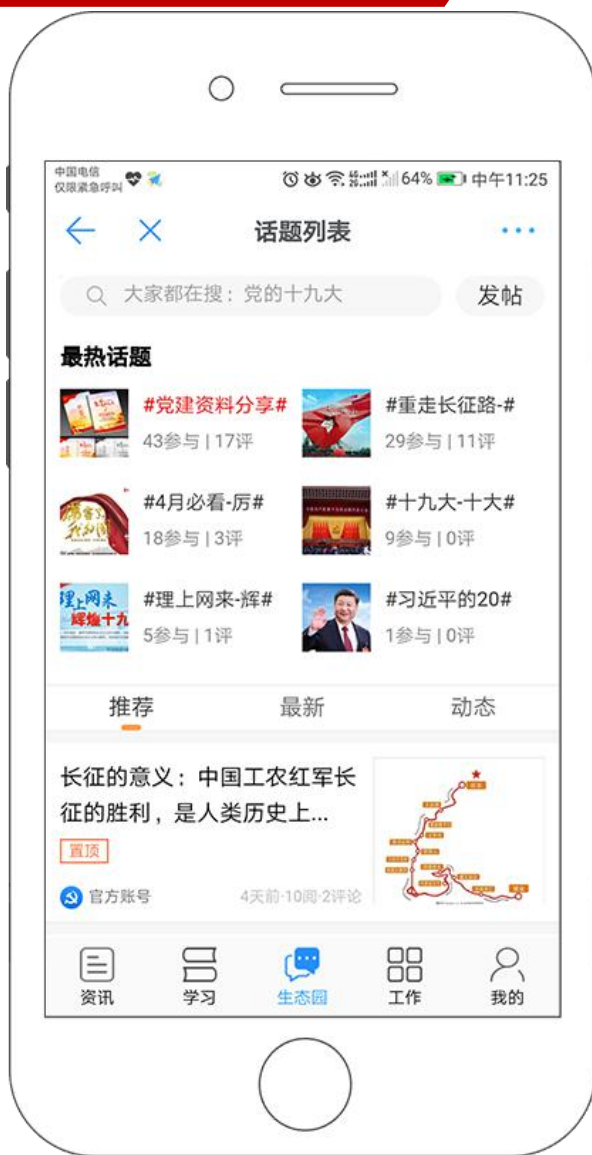 中国电信
仅限紧急呼叫
64% 中午11:25
话题列表
大家都在搜：党的十九大
发帖
最热话题
#党建资料分享#
43参与 | 17评
#重走长征路-#
29参与 | 11评
#4月必看-厉#
18参与 | 3评
#十九大-十大#
9参与 | 0评
理上网来
辉煌十九
#理上网来-辉#
5参与 | 1评
#习近平的20#
1参与 | 0评
推荐
最新
动态
长征的意义：中国工农红军长
征的胜利，是人类历史上...
置顶
官方账号
4天前·10阅·2评论
资讯
学习
生态园
工作
我的